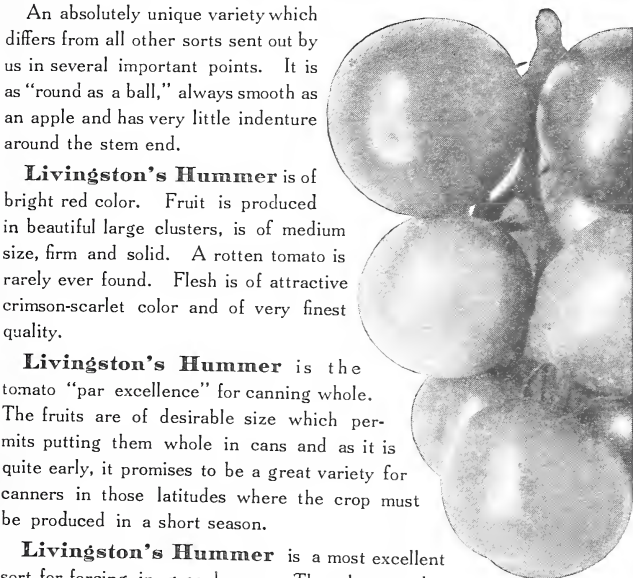 An absolutely unique variety which
differs from all other sorts sent out by
us in several important points. It is
as "round as a ball," always smooth as
an apple and has very little indenture
around the stem end.
Livingston's Hummer is of
bright red color. Fruit is produced
in beautiful large clusters, is of medium
size, firm and solid. A rotten tomato is
rarely ever found. Flesh is of attractive
crimson-scarlet color and of very finest
quality.
Livingston's Hummer is the
tomato "par excellence" for canning whole.
The fruits are of desirable size which per-
mits putting them whole in cans and as it is
quite early, it promises to be a great variety for
canners in those latitudes where the crop must
be produced in a short season.
Livingston's Hummer is a most excellent
sort for forcing in